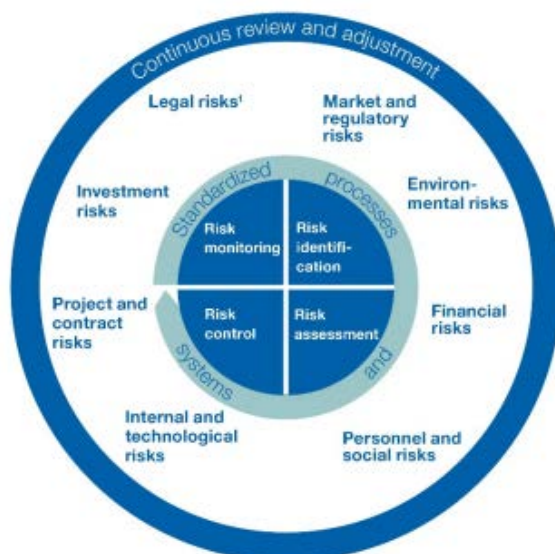 Continuous review and adjustment
Legal risks¹
Market and
regulatory
risks
Investment
risks
Environ-
mental risks
Standardized processes and systems
Risk
monitoring
Risk
identifi-
cation
Risk
control
Risk
assessment
Project and
contract
risks
Financial
risks
Internal and
technological
risks
Personnel and
social risks